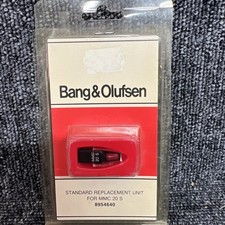 Bang & Olufsen
STANDARD REPLACEMENT UNIT
FOR MMC 20 S
8954640